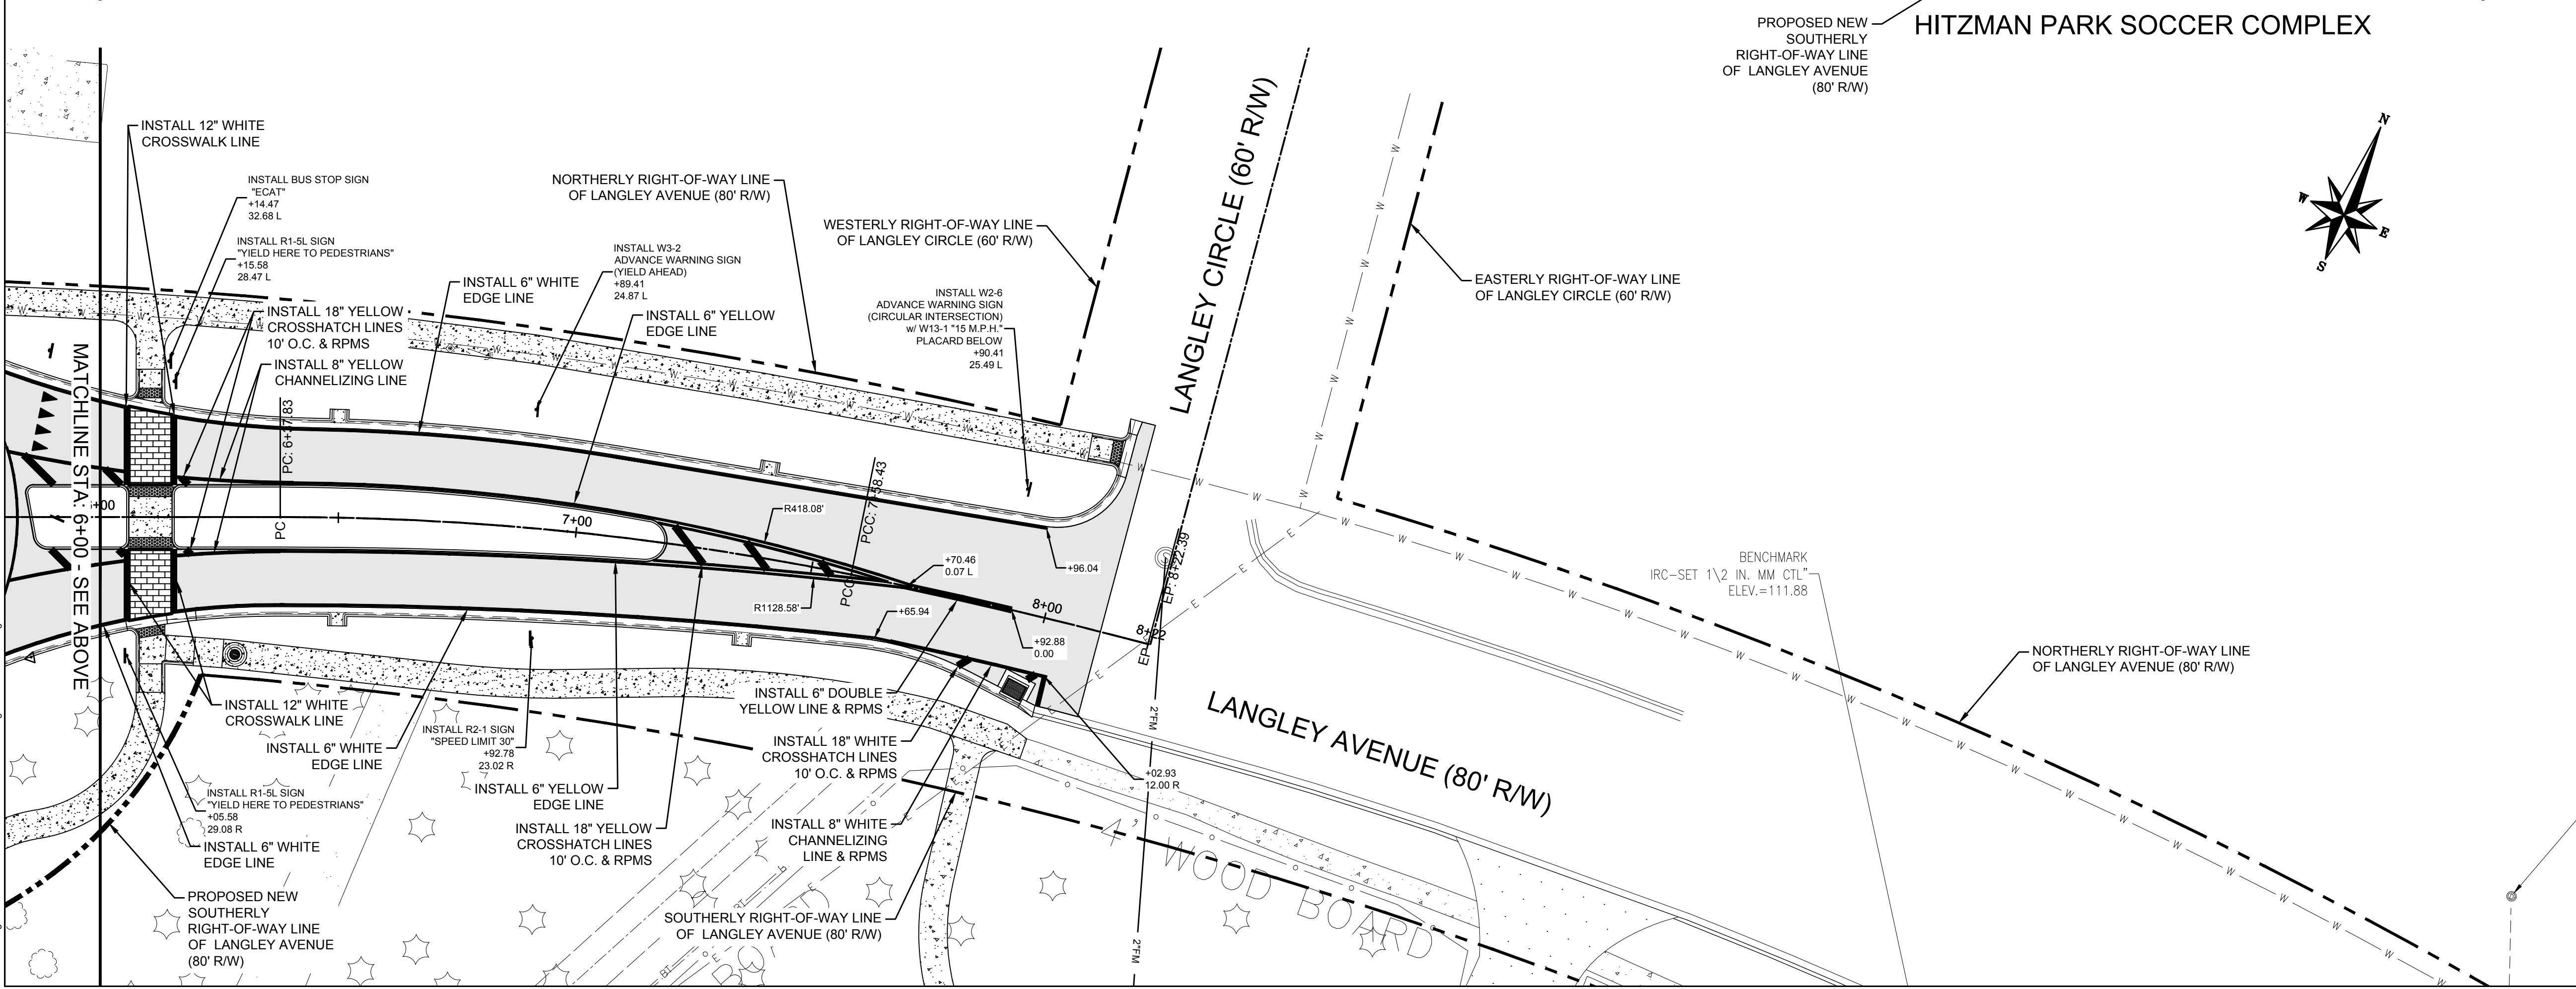 PROPOSED NEW
SOUTHERLY
RIGHT-OF-WAY LINE
OF LANGLEY AVENUE
(80' R/W)
HITZMAN PARK SOCCER COMPLEX
N
W
E
S
INSTALL 12" WHITE
CROSSWALK LINE
INSTALL BUS STOP SIGN
"ECAT"
+14.47
32.68 L
INSTALL R1-5L SIGN
"YIELD HERE TO PEDESTRIANS"
+15.58
28.47 L
INSTALL 18" YELLOW
CROSSHATCH LINES
10' O.C. & RPMS
INSTALL 8" YELLOW
CHANNELIZING LINE
INSTALL 6" WHITE
EDGE LINE
NORTHERLY RIGHT-OF-WAY LINE
OF LANGLEY AVENUE (80' R/W)
INSTALL W3-2
ADVANCE WARNING SIGN
(YIELD AHEAD)
+89.41
24.87 L
INSTALL 6" YELLOW
EDGE LINE
WESTERLY RIGHT-OF-WAY LINE
OF LANGLEY CIRCLE (60' R/W)
INSTALL W2-6
ADVANCE WARNING SIGN
(CIRCULAR INTERSECTION)
w/ W13-1 "15 M.P.H."
PLACARD BELOW
+90.41
25.49 L
LANGLEY CIRCLE (60' R/W)
EASTERLY RIGHT-OF-WAY LINE
OF LANGLEY CIRCLE (60' R/W)
MATCHLINE STA: 6+00 - SEE ABOVE
+00
PC: 6+37.83
PC
7+00
R418.08'
PCC: 7+58.43
PCC
R1128.58'
+70.46
0.07 L
+96.04
+65.94
8+00
+92.88
0.00
8+22
EP: 8+22.39
EP
BENCHMARK
IRC-SET 1\2 IN. MM CTL"
ELEV.=111.88
NORTHERLY RIGHT-OF-WAY LINE
OF LANGLEY AVENUE (80' R/W)
LANGLEY AVENUE (80' R/W)
INSTALL 12" WHITE
CROSSWALK LINE
INSTALL 6" WHITE
EDGE LINE
INSTALL R1-5L SIGN
"YIELD HERE TO PEDESTRIANS"
+05.58
29.08 R
INSTALL 6" WHITE
EDGE LINE
PROPOSED NEW
SOUTHERLY
RIGHT-OF-WAY LINE
OF LANGLEY AVENUE
(80' R/W)
INSTALL R2-1 SIGN
"SPEED LIMIT 30"
+92.78
23.02 R
INSTALL 6" YELLOW
EDGE LINE
INSTALL 18" YELLOW
CROSSHATCH LINES
10' O.C. & RPMS
INSTALL 6" DOUBLE
YELLOW LINE & RPMS
INSTALL 18" WHITE
CROSSHATCH LINES
10' O.C. & RPMS
INSTALL 8" WHITE
CHANNELIZING
LINE & RPMS
SOUTHERLY RIGHT-OF-WAY LINE
OF LANGLEY AVENUE (80' R/W)
+02.93
12.00 R
2"FM
2"FM
4' WOOD BOARD